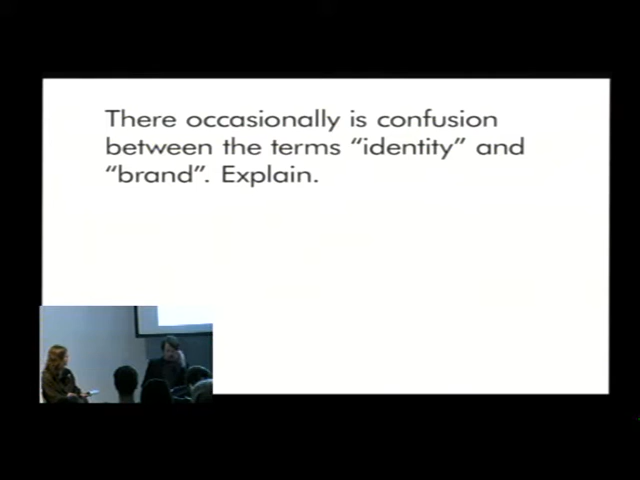 There occasionally is confusion
between the terms “identity” and
“brand”. Explain.